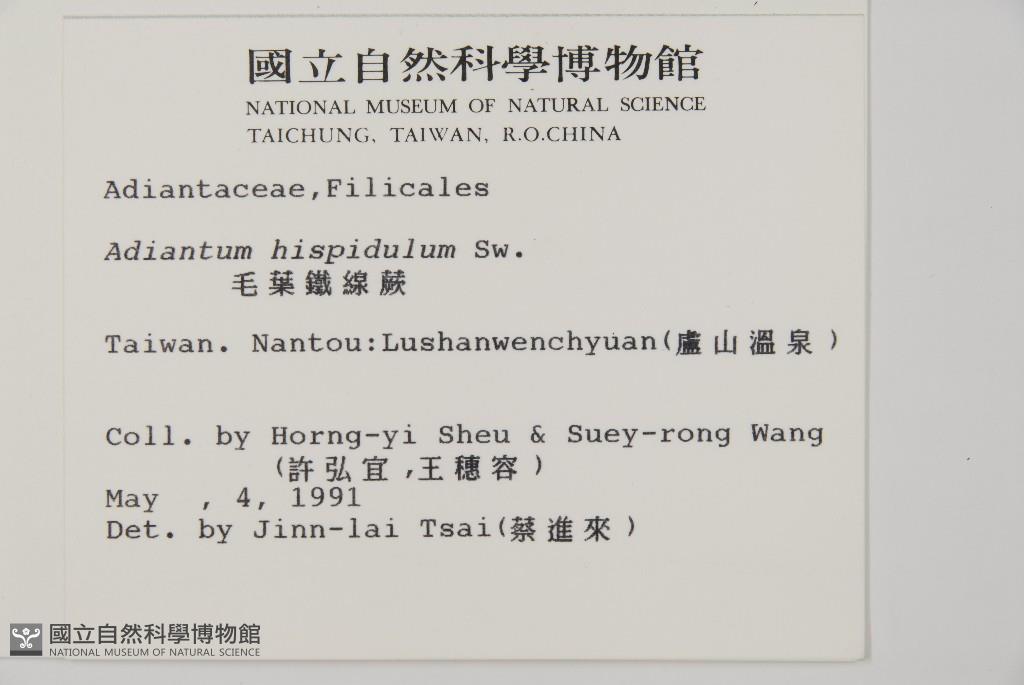 國立自然科學博物館
NATIONAL MUSEUM OF NATURAL SCIENCE
TAICHUNG, TAIWAN, R.O.CHINA
Adiantaceae,Filicales
Adiantum hispidulum Sw.
毛葉鐵線蕨
Taiwan. Nantou:Lushanwenchyuan(盧山溫泉)
Coll. by Horng-yi Sheu & Suey-rong Wang
(許弘宜,王穗容)
May , 4, 1991
Det. by Jinn-lai Tsai(蔡進來)
國立自然科學博物館
NATIONAL MUSEUM OF NATURAL SCIENCE